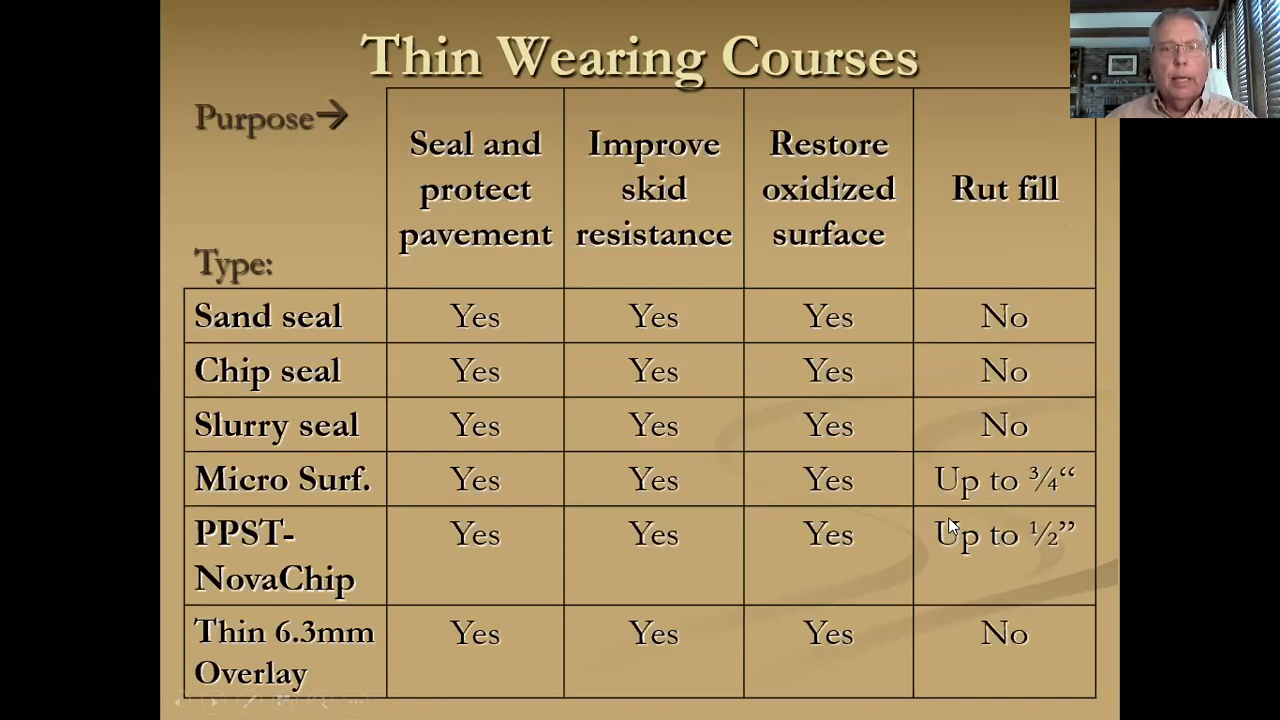 Thin Wearing Courses
Purpose→
Type:
Seal and
protect
pavement
Improve
skid
resistance
Restore
oxidized
surface
Rut fill
Sand seal Yes Yes Yes No
Chip seal Yes Yes Yes No
Slurry seal Yes Yes Yes No
Micro Surf. Yes Yes Yes Up to ¾“
PPST- Yes Yes Yes Up to ½”
NovaChip
Thin 6.3mm Yes Yes Yes No
Overlay